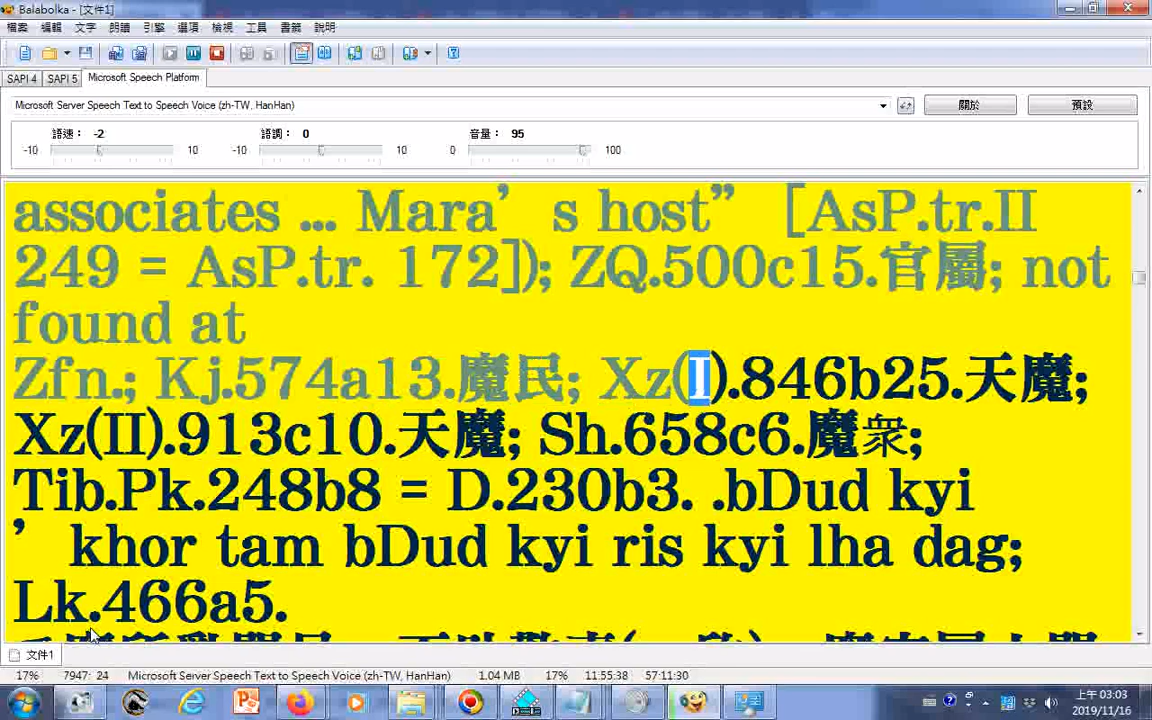 Balabolka - [文件1]
檔案 編輯 文字 朗讀 引擎 選項 檢視 工具 書籤 說明
SAPI 4 SAPI 5 Microsoft Speech Platform
Microsoft Server Speech Text to Speech Voice (zh-TW, HanHan) 關於 預設
語速： -2 語調： 0 音量： 95
-10 10 -10 10 0 100
associates ... Mara’s host” [AsP.tr.II
249 = AsP.tr. 172]); ZQ.500c15.官屬; not
found at
Zfn.; Kj.574a13.魔民; Xz(I).846b25.天魔;
Xz(II).913c10.天魔; Sh.658c6.魔衆;
Tib.Pk.248b8 = D.230b3. .bDud kyi
’khor tam bDud kyi ris kyi lha dag;
Lk.466a5.
文件1
17% 7947: 24 Microsoft Server Speech Text to Speech Voice (zh-TW, HanHan) 1.04 MB 17% 11:55:38 57:11:30
上午 03:03
2019/11/16